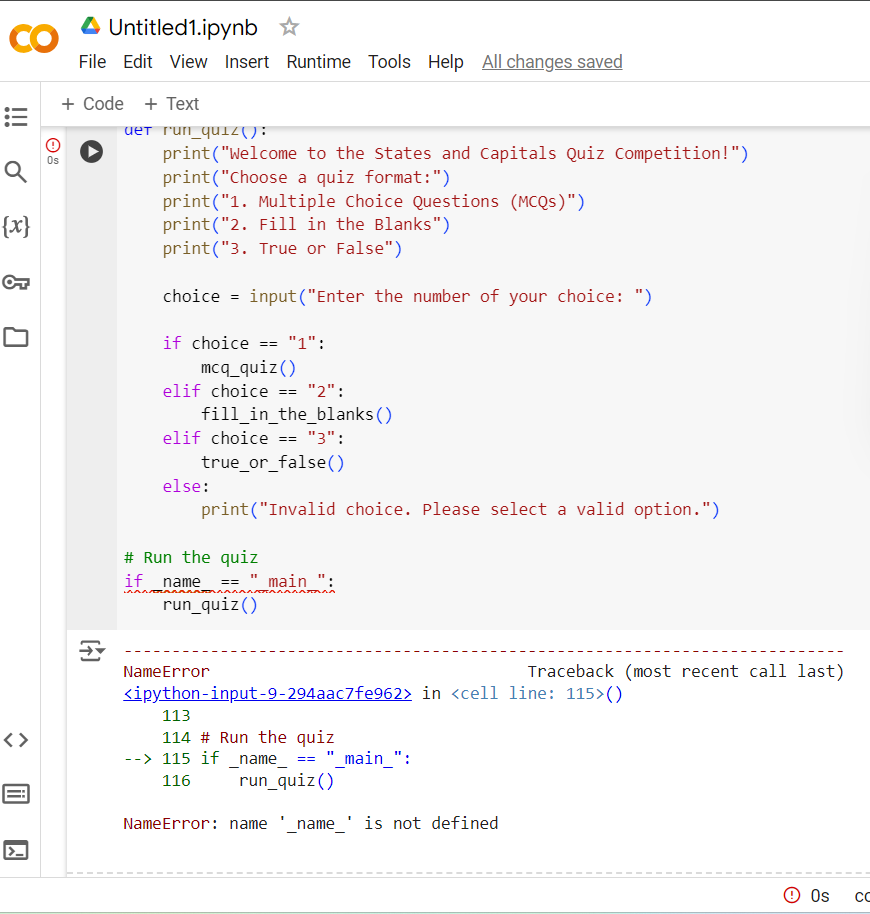 Untitled1.ipynb
File Edit View Insert Runtime Tools Help All changes saved
+ Code + Text
def run_quiz():
0s
print("Welcome to the States and Capitals Quiz Competition!")
print("Choose a quiz format:")
print("1. Multiple Choice Questions (MCQs)")
print("2. Fill in the Blanks")
print("3. True or False")
choice = input("Enter the number of your choice: ")
if choice == "1":
mcq_quiz()
elif choice == "2":
fill_in_the_blanks()
elif choice == "3":
true_or_false()
else:
print("Invalid choice. Please select a valid option.")
# Run the quiz
if _name_ == "_main_":
run_quiz()
---------------------------------------------------------------------------
NameError Traceback (most recent call last)
<ipython-input-9-294aac7fe962> in <cell line: 115>()
113
114 # Run the quiz
--> 115 if _name_ == "_main_":
116 run_quiz()
NameError: name '_name_' is not defined
0s co